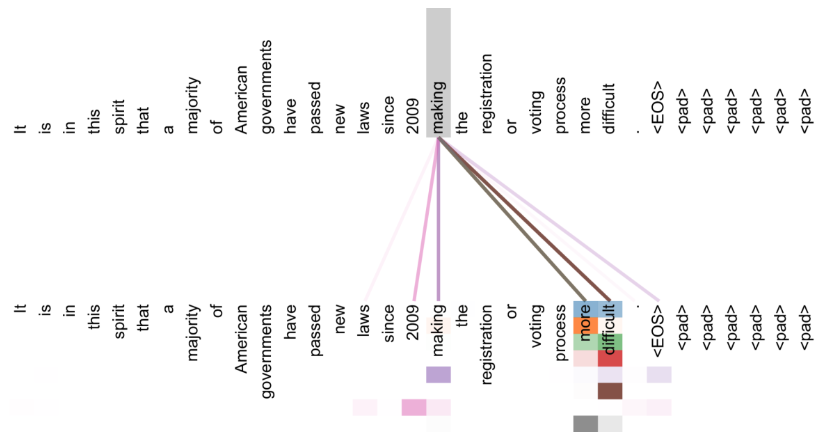 It is in this spirit that a majority of American governments have passed new laws since 2009 making the registration or voting process more difficult . <EOS> <pad> <pad> <pad> <pad> <pad> <pad>
It is in this spirit that a majority of American governments have passed new laws since 2009 making the registration or voting process more difficult . <EOS> <pad> <pad> <pad> <pad> <pad> <pad>